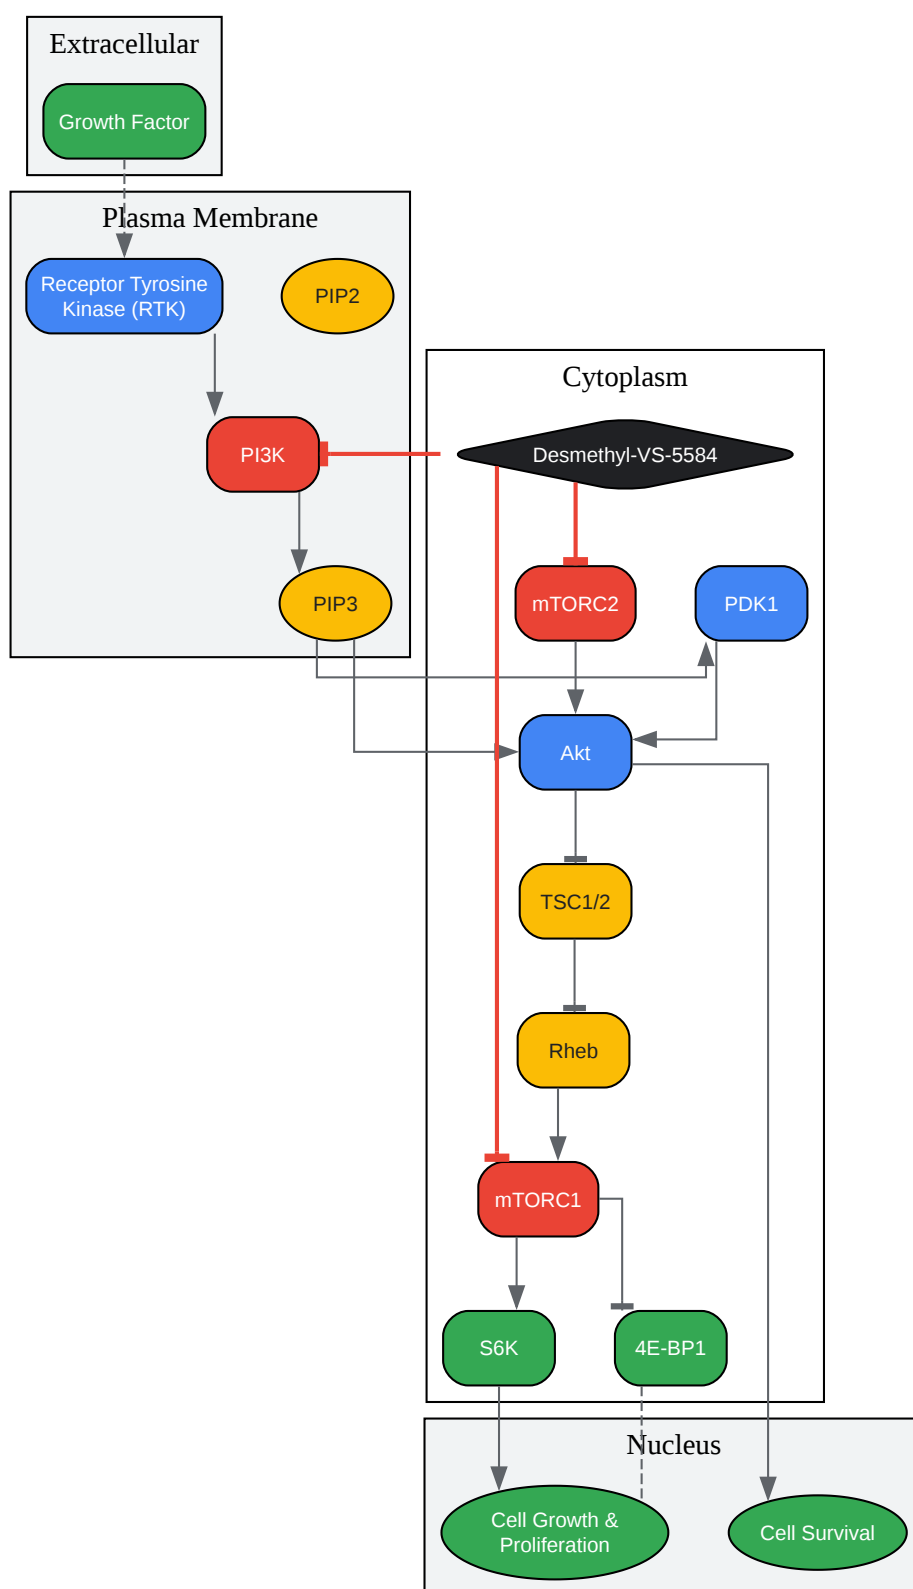 Extracellular
Growth Factor
Plasma Membrane
Receptor Tyrosine
Kinase (RTK)
PIP2
Cytoplasm
PI3K
Desmethyl-VS-5584
PIP3
mTORC2
PDK1
Akt
TSC1/2
Rheb
mTORC1
S6K
4E-BP1
Nucleus
Cell Growth &
Proliferation
Cell Survival